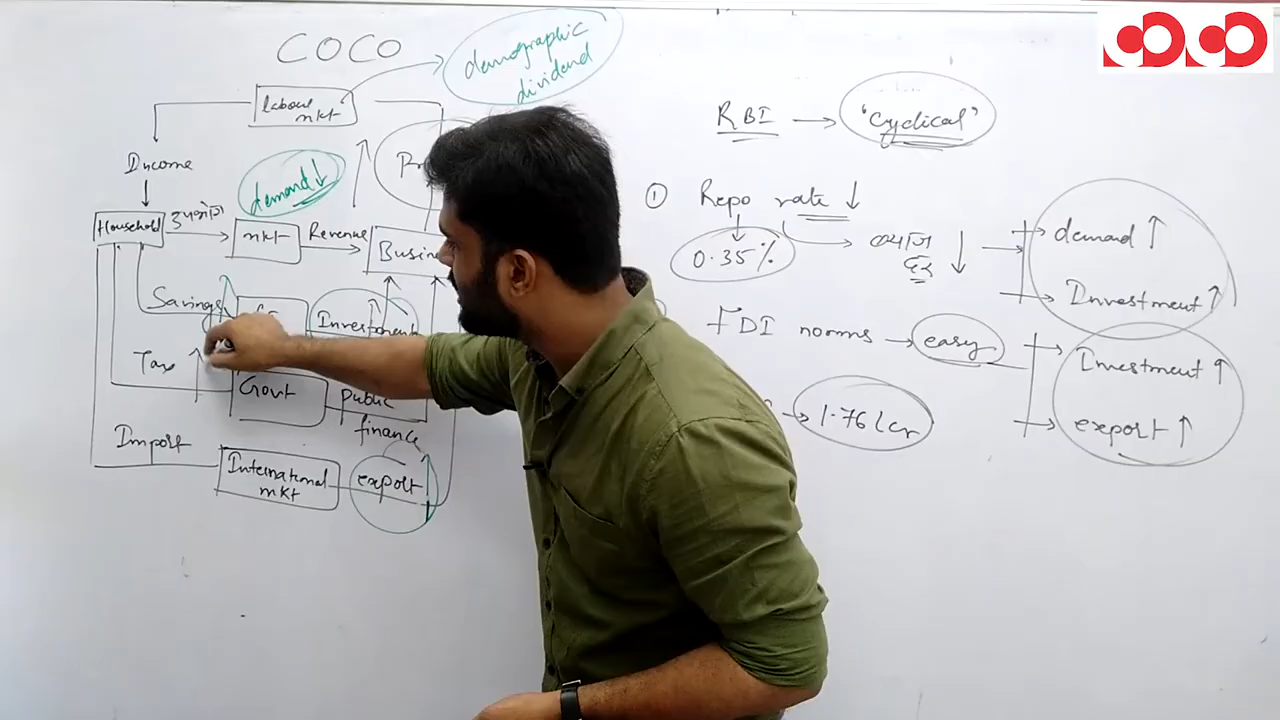 COCO
COCO
demographic
dividend
labour
mkt
Income
demand ↓
Household
उपभोग
mkt
Revenue
Savings
Investment
Tax
Govt
Public
finance
Import
International
mkt
export
RBI → 'Cyclical'
① Repo rate ↓
0.35%
ब्याज
दर ↓
demand ↑
Investment ↑
FDI norms → easy
Investment ↑
export ↑
→ 1.76 Lcr